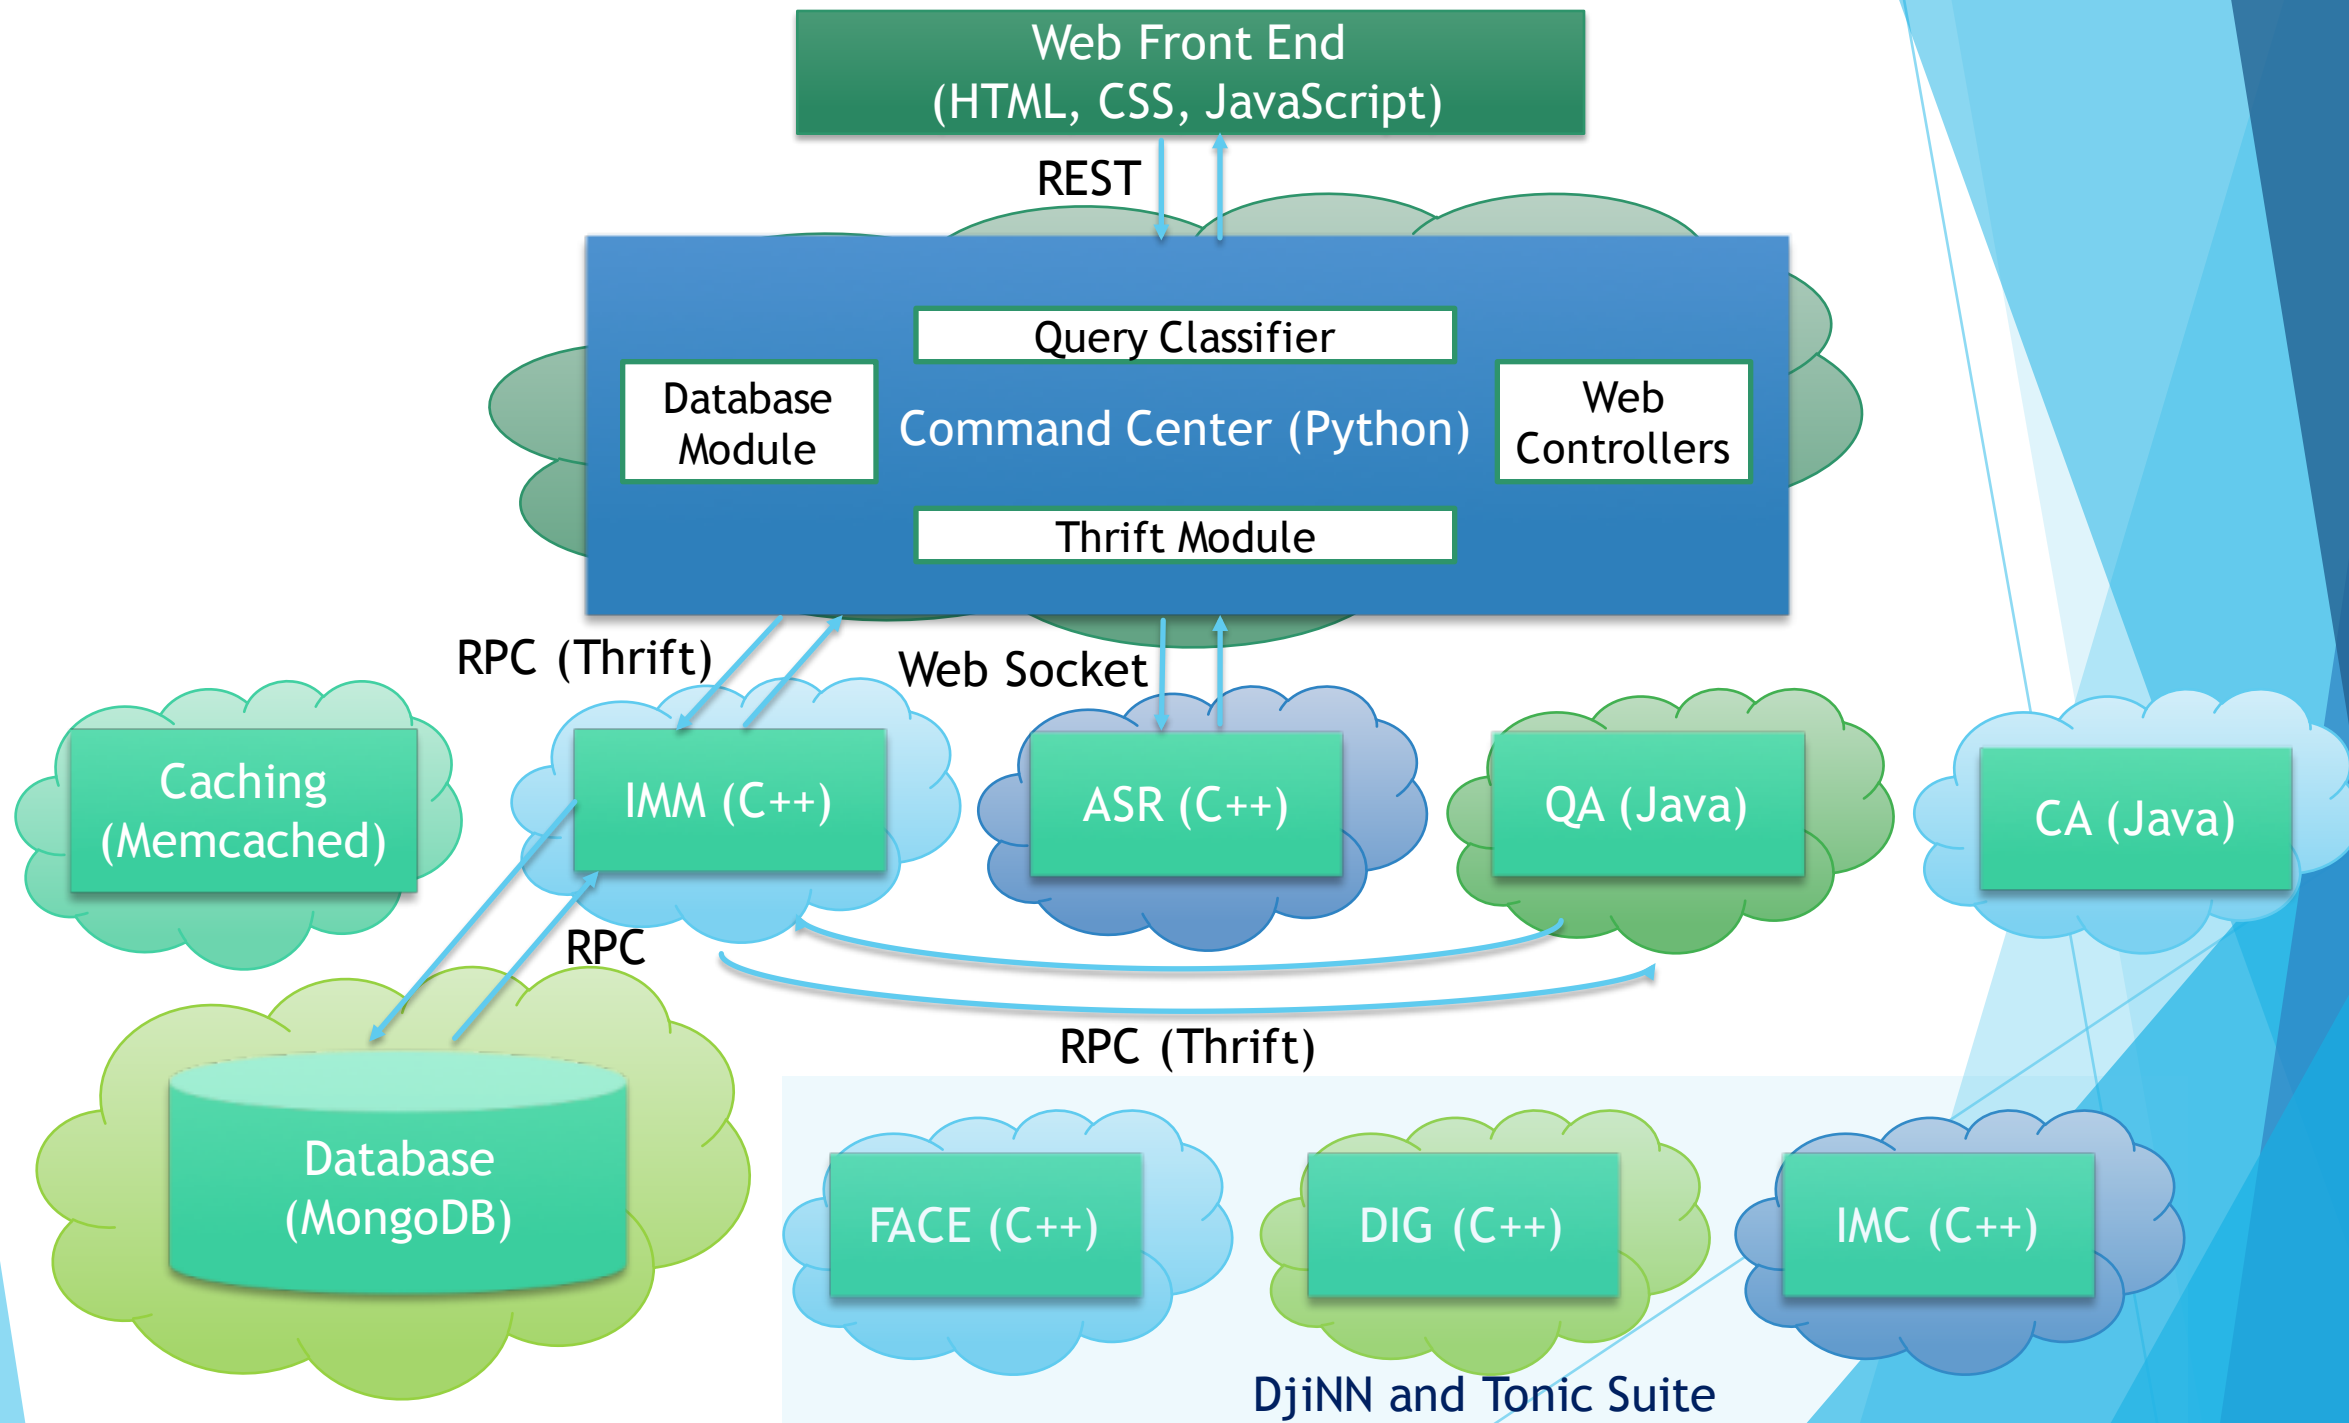 Web Front End
(HTML, CSS, JavaScript)
REST
Query Classifier
Database
Module
Command Center (Python)
Web
Controllers
Thrift Module
RPC (Thrift)
Web Socket
Caching
(Memcached)
IMM (C++)
ASR (C++)
QA (Java)
CA (Java)
RPC
RPC (Thrift)
Database
(MongoDB)
FACE (C++)
DIG (C++)
IMC (C++)
DjiNN and Tonic Suite